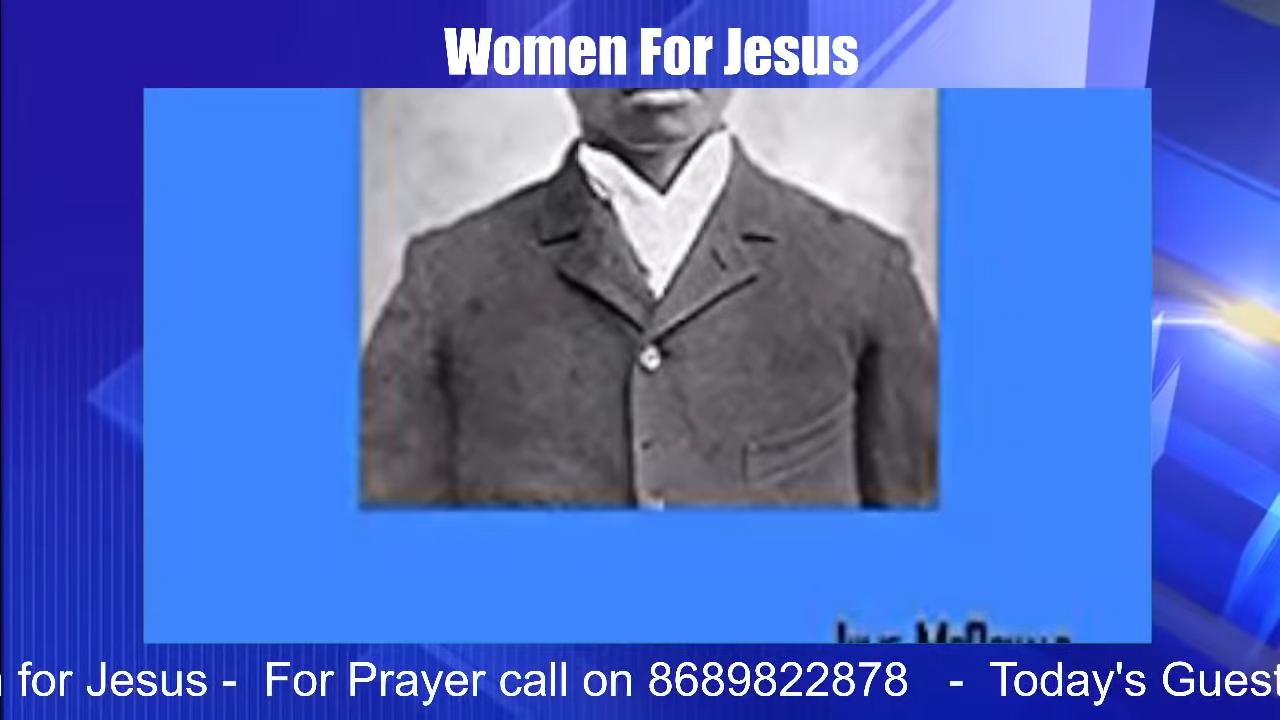 Women For Jesus
for Jesus - For Prayer call on 8689822878 - Today's Guest